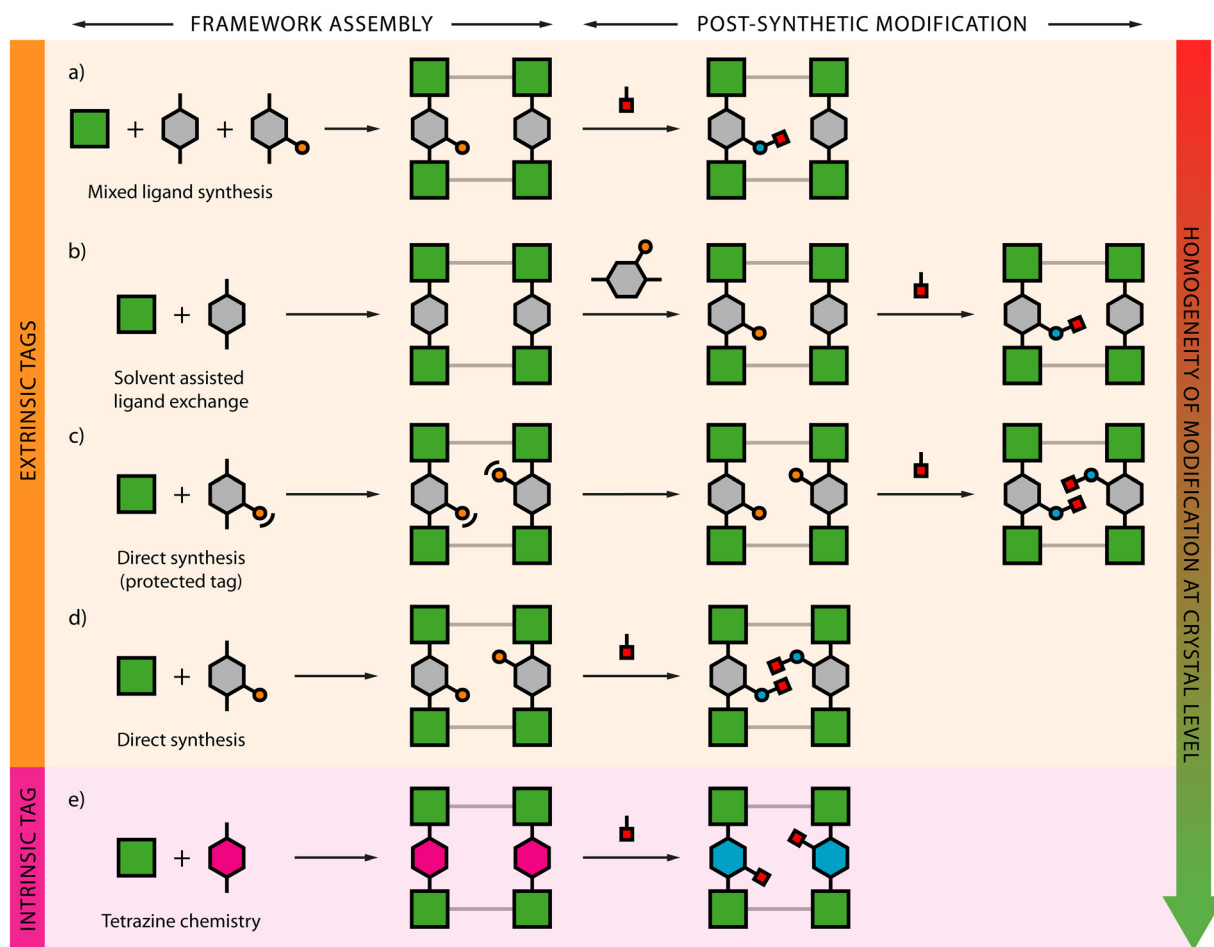 FRAMEWORK ASSEMBLY
POST-SYNTHETIC MODIFICATION
EXTRINSIC TAGS
a)
+
+
Mixed ligand synthesis
b)
+
Solvent assisted
ligand exchange
c)
+
Direct synthesis
(protected tag)
d)
+
Direct synthesis
INTRINSIC TAG
e)
+
Tetrazine chemistry
HOMOGENEITY OF MODIFICATION AT CRYSTAL LEVEL